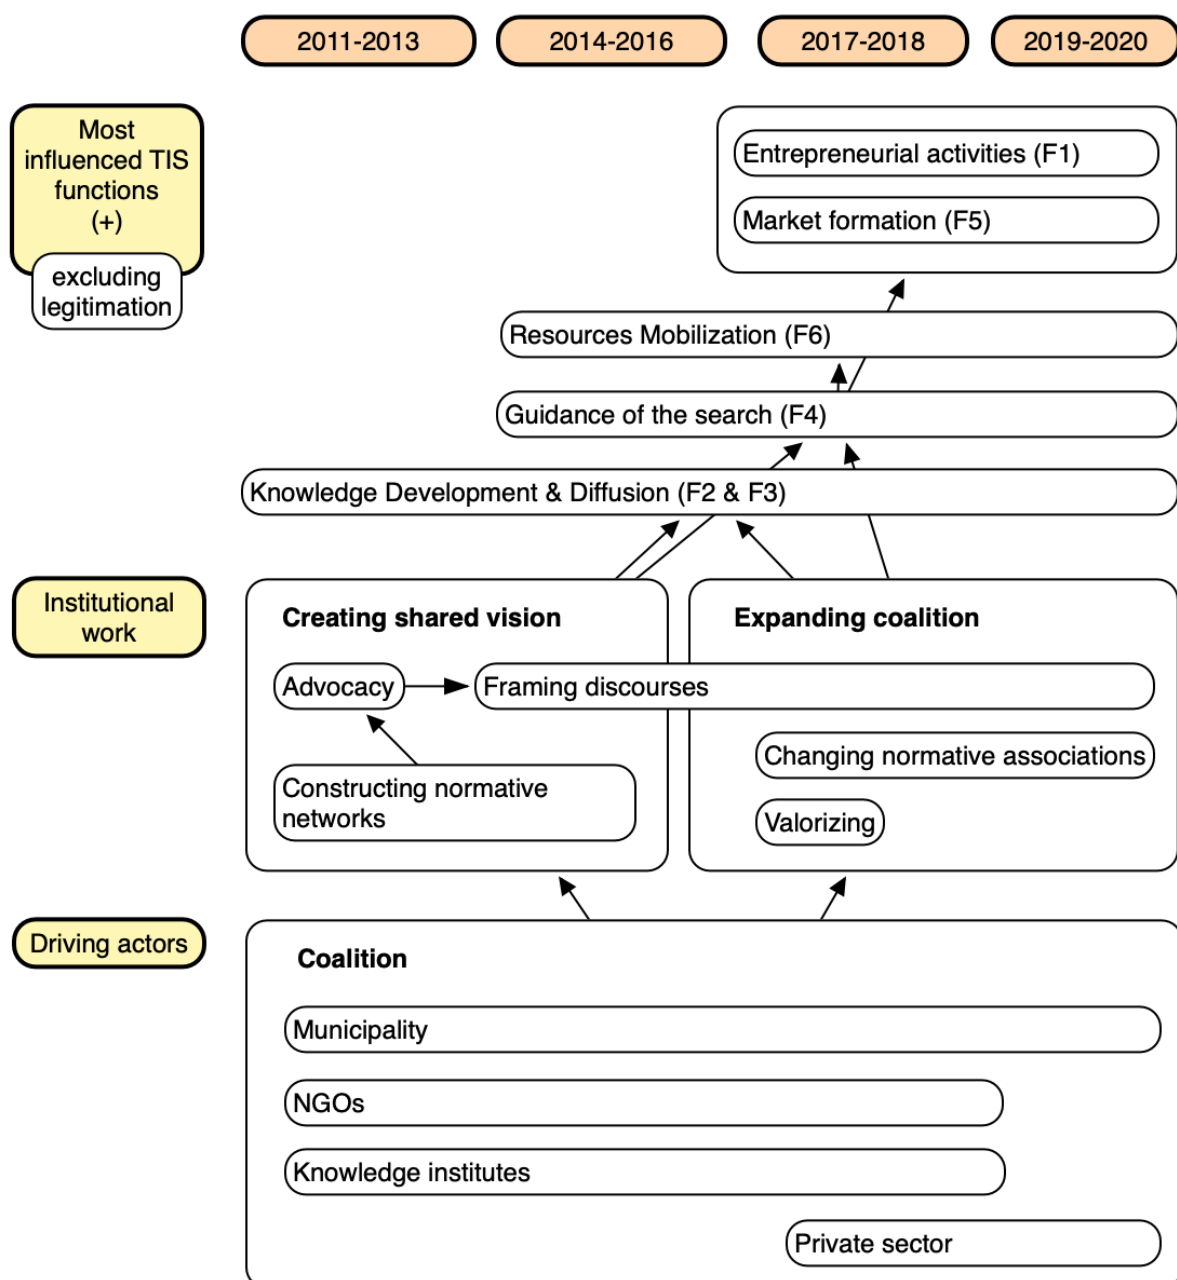 2011-2013
2014-2016
2017-2018
2019-2020
Most
influenced TIS
functions
(+)
excluding
legitimation
Entrepreneurial activities (F1)
Market formation (F5)
Resources Mobilization (F6)
Guidance of the search (F4)
Knowledge Development & Diffusion (F2 & F3)
Institutional
work
Creating shared vision
Expanding coalition
Advocacy
Framing discourses
Changing normative associations
Constructing normative
networks
Valorizing
Driving actors
Coalition
Municipality
NGOs
Knowledge institutes
Private sector